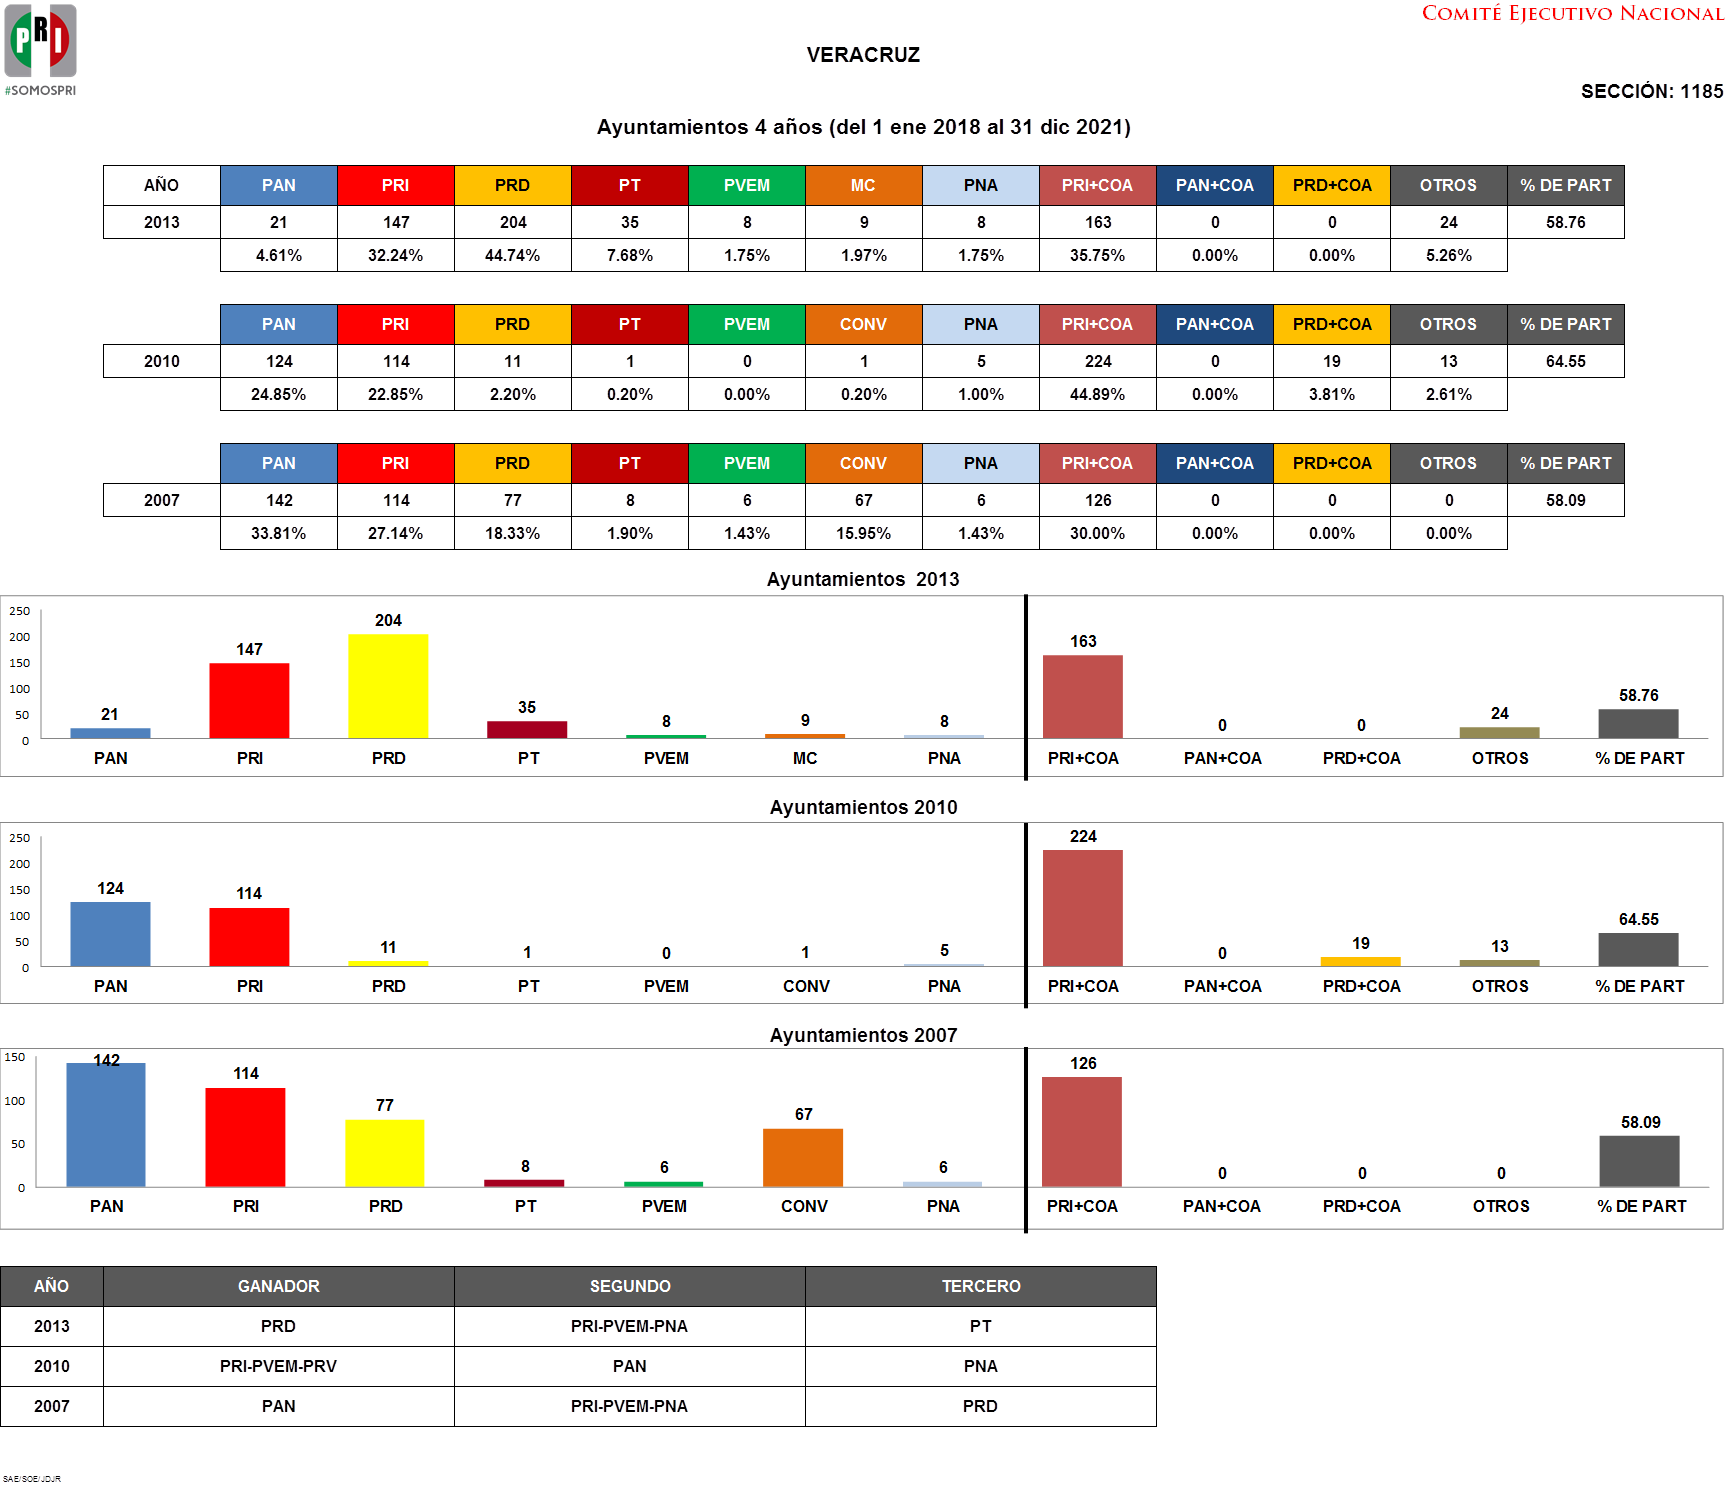 PRI
#SOMOSPRI
COMITÉ EJECUTIVO NACIONAL
VERACRUZ
SECCIÓN: 1185
Ayuntamientos 4 años (del 1 ene 2018 al 31 dic 2021)
AÑO PAN PRI PRD PT PVEM MC PNA PRI+COA PAN+COA PRD+COA OTROS % DE PART
2013 21 147 204 35 8 9 8 163 0 0 24 58.76
4.61% 32.24% 44.74% 7.68% 1.75% 1.97% 1.75% 35.75% 0.00% 0.00% 5.26%
PAN PRI PRD PT PVEM CONV PNA PRI+COA PAN+COA PRD+COA OTROS % DE PART
2010 124 114 11 1 0 1 5 224 0 19 13 64.55
24.85% 22.85% 2.20% 0.20% 0.00% 0.20% 1.00% 44.89% 0.00% 3.81% 2.61%
PAN PRI PRD PT PVEM CONV PNA PRI+COA PAN+COA PRD+COA OTROS % DE PART
2007 142 114 77 8 6 67 6 126 0 0 0 58.09
33.81% 27.14% 18.33% 1.90% 1.43% 15.95% 1.43% 30.00% 0.00% 0.00% 0.00%
Ayuntamientos 2013
250
200
150
100
50
0
21 147 204 35 8 9 8 163 0 0 24 58.76
PAN PRI PRD PT PVEM MC PNA PRI+COA PAN+COA PRD+COA OTROS % DE PART
Ayuntamientos 2010
250
200
150
100
50
0
124 114 11 1 0 1 5 224 0 19 13 64.55
PAN PRI PRD PT PVEM CONV PNA PRI+COA PAN+COA PRD+COA OTROS % DE PART
Ayuntamientos 2007
150
100
50
0
142 114 77 8 6 67 6 126 0 0 0 58.09
PAN PRI PRD PT PVEM CONV PNA PRI+COA PAN+COA PRD+COA OTROS % DE PART
AÑO GANADOR SEGUNDO TERCERO
2013 PRD PRI-PVEM-PNA PT
2010 PRI-PVEM-PRV PAN PNA
2007 PAN PRI-PVEM-PNA PRD
SAE/SOE/JDJR